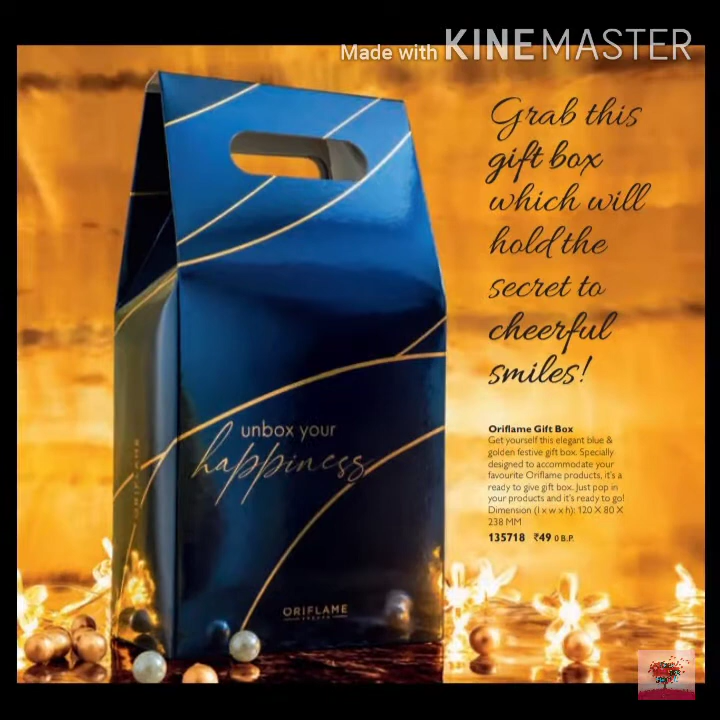 Made with KINEMASTER
Grab this
gift box
which will
hold the
secret to
cheerful
smiles!
unbox your
happiness
Oriflame Gift Box
Get yourself this elegant blue &
golden festive gift box. Specially
designed to accommodate your
favourite Oriflame products, it's a
ready to give gift box. Just pop in
your products and it's ready to go!
Dimension (l x w x h): 120 X 80 X
238 MM
135718 ₹49 0 B.P.
ORIFLAME